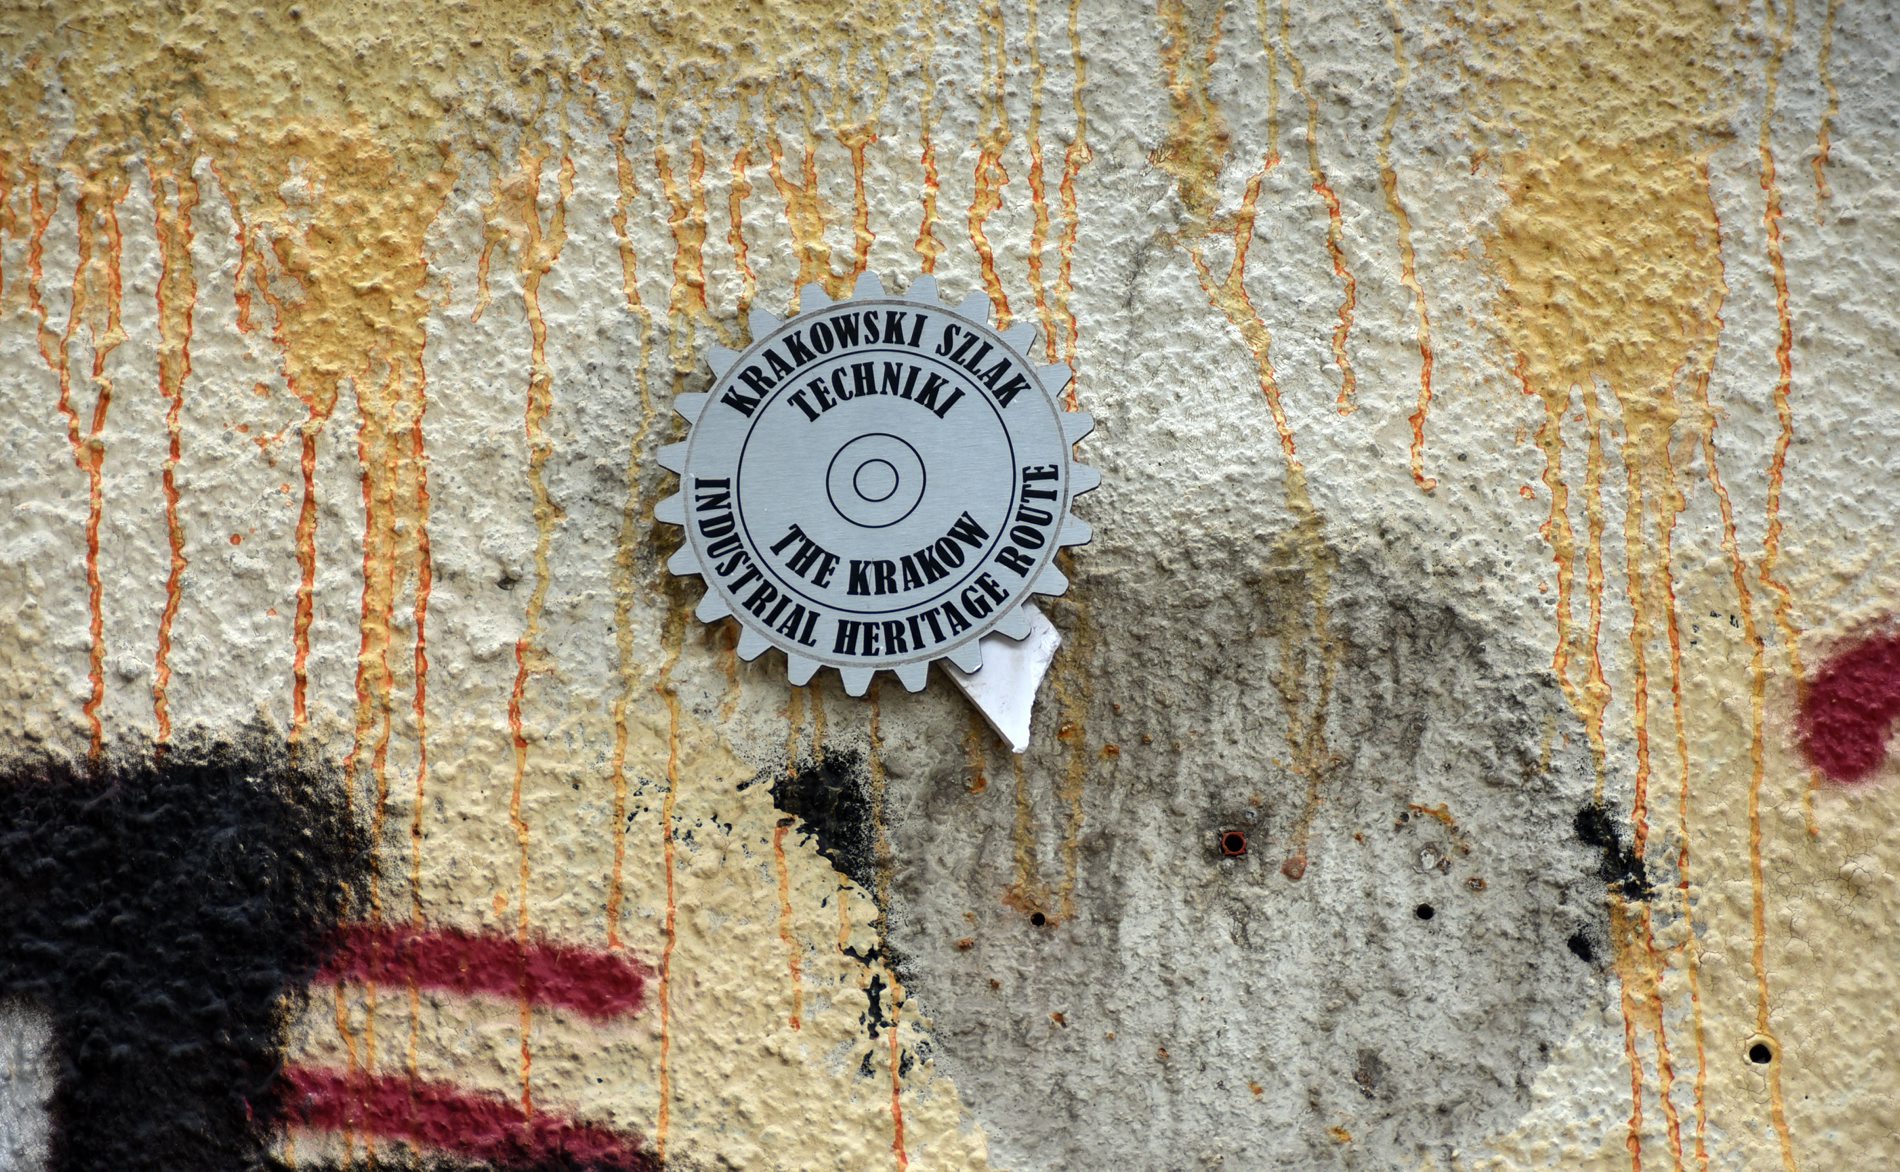 KRAKOWSKI SZLAK
TECHNIKI
THE KRAKOW
INDUSTRIAL HERITAGE ROUTE